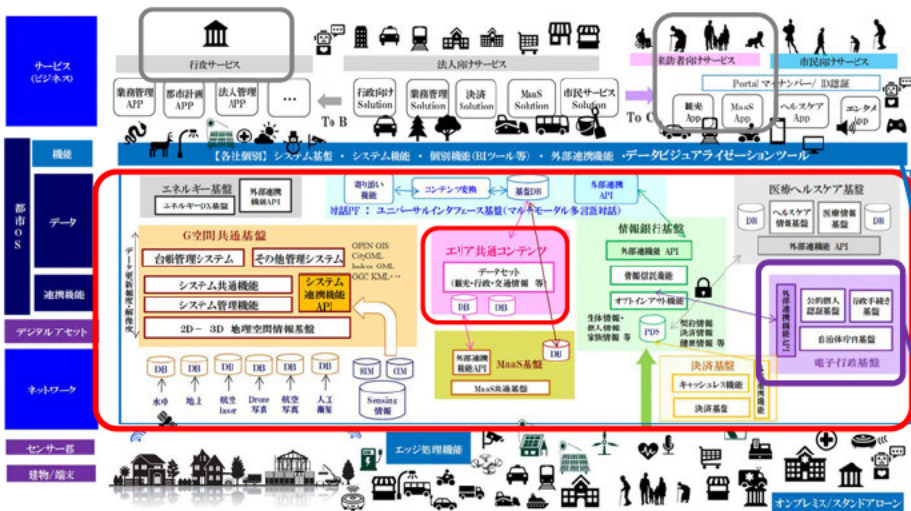 サービス
(ビジネス)
行政サービス
法人向けサービス
来訪者向けサービス
市民向けサービス
Portal マイナンバー/ ID認証
業務管理
APP
都市計画
APP
法人管理
APP
…
行政向け
Solution
業務管理
Solution
決済
Solution
MaaS
Solution
市民サービス
Solution
観光
App
MaaS
App
ヘルスケア
App
エンタメ
App
To B
To C
都市OS
機能
【各社個別】システム基盤 ・ システム機能 ・ 個別機能(BIツール等) ・ 外部連携機能 ・データビジュアライゼーションツール
データ
連携機能
デジタルアセット
ネットワーク
センサー群
建物/端末
エネルギー基盤
エネルギーDX基盤
外部連携
機能API
寄り添い
機能
コンテンツ変換
基盤DB
外部連携
API
対話PF : ユニバーサルインタフェース基盤(マルチモーダル多言語対話)
医療ヘルスケア基盤
DB
ヘルスケア
情報基盤
医療情報
基盤
DB
外部連機能 API
データ更新頻度・解像度
G空間共通基盤
台帳管理システム
その他管理システム
OPEN GIS
CityGML
Indoor GML
OGC KML…
システム共通機能
システム管理機能
システム
連携機能
API
2D- 3D 地理空間情報基盤
DB
DB
DB
DB
DB
DB
水中
地上
航空
laser
Drone
写真
航空
写真
人工
衛星
BIM
CIM
Sensing
情報
エリア共通コンテンツ
データセット
(観光・行政・交通情報 等)
DB
DB
外部連携
機能API
MaaS基盤
DB
MaaS共通基盤
情報銀行基盤
外部連機能 API
情報信託機能
オプトインアウト機能
生体情報・
個人情報
家族情報 等
PDS
契約情報
決済情報
健康情報 等
決済基盤
キャッシュレス機能
決済基盤
外部連携機能API
公的個人
認証基盤
行政手続き
基盤
自治体庁内基盤
電子行政基盤
エッジ処理機能
オンプレミス/スタンドアローン